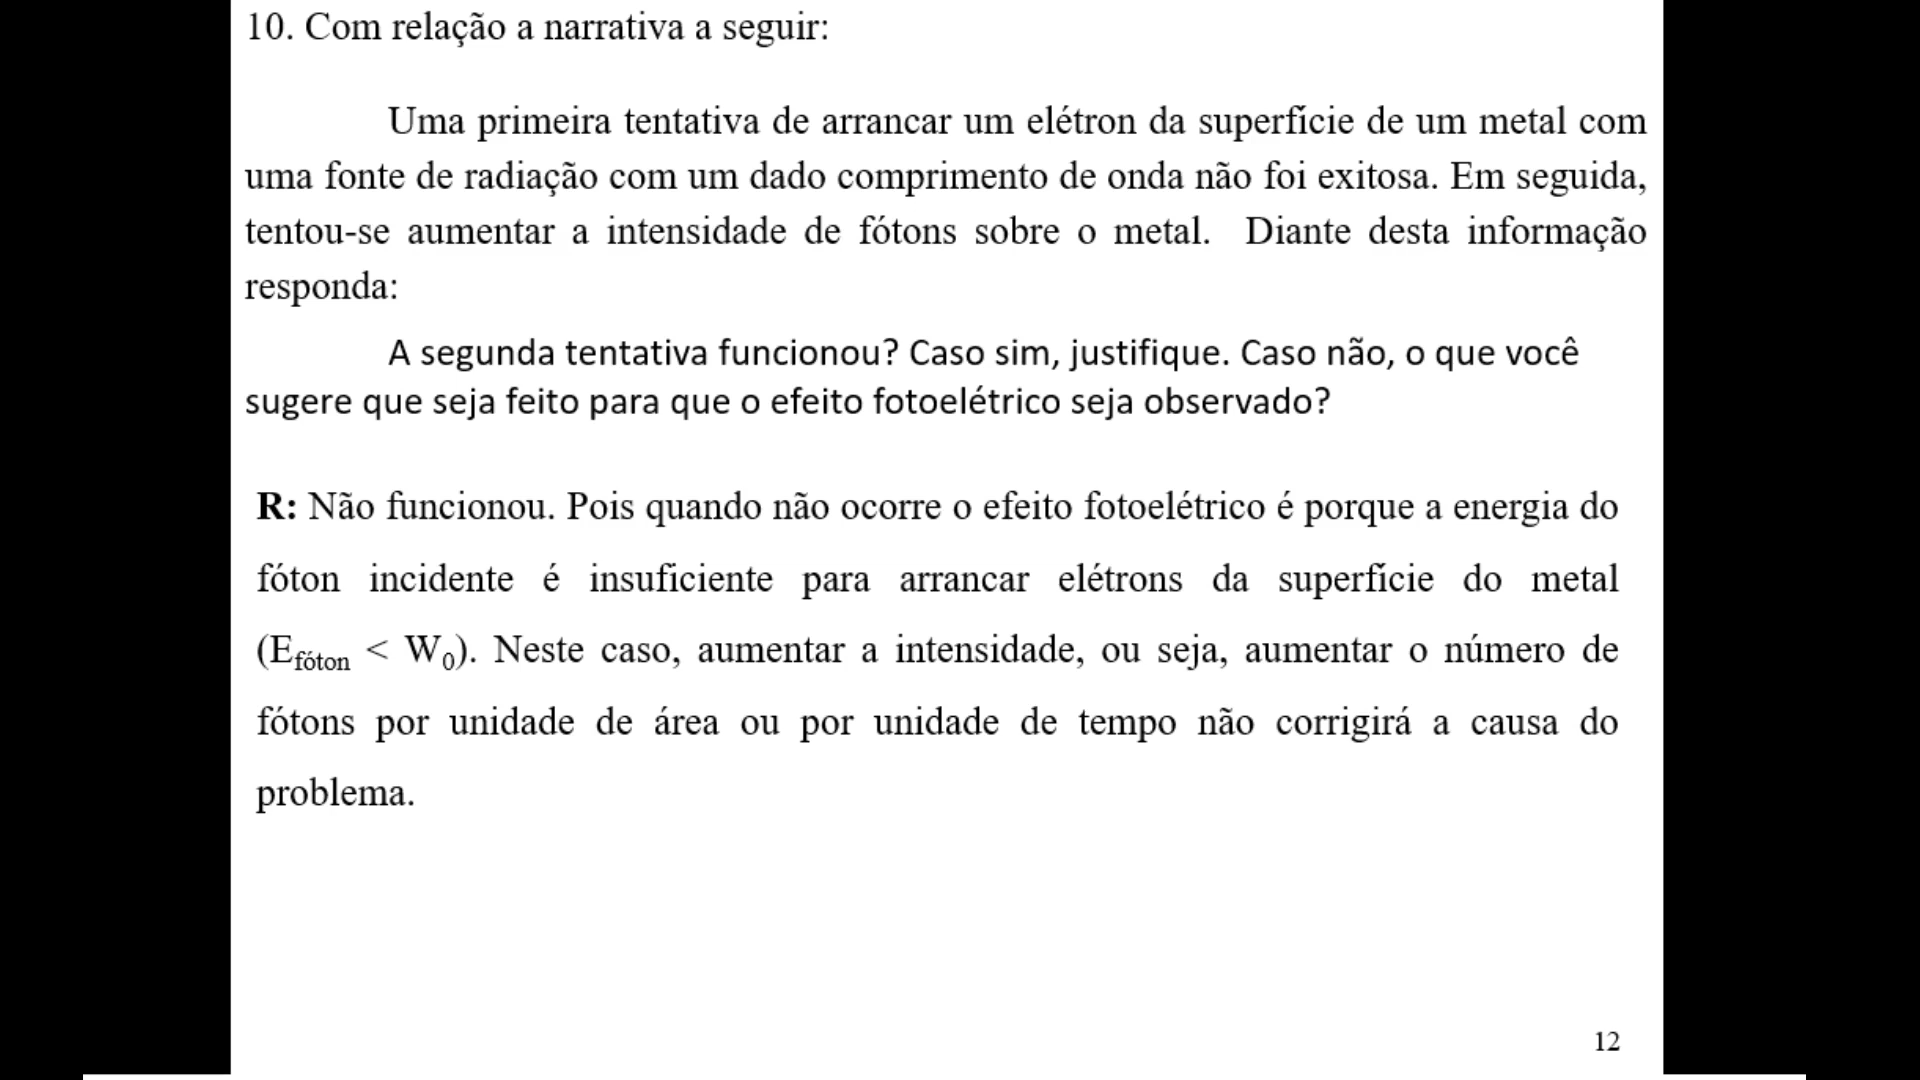 10. Com relação a narrativa a seguir:
Uma primeira tentativa de arrancar um elétron da superfície de um metal com
uma fonte de radiação com um dado comprimento de onda não foi exitosa. Em seguida,
tentou-se aumentar a intensidade de fótons sobre o metal. Diante desta informação
responda:
A segunda tentativa funcionou? Caso sim, justifique. Caso não, o que você
sugere que seja feito para que o efeito fotoelétrico seja observado?
R: Não funcionou. Pois quando não ocorre o efeito fotoelétrico é porque a energia do
fóton incidente é insuficiente para arrancar elétrons da superfície do metal
(E_fóton < W_0). Neste caso, aumentar a intensidade, ou seja, aumentar o número de
fótons por unidade de área ou por unidade de tempo não corrigirá a causa do
problema.
12